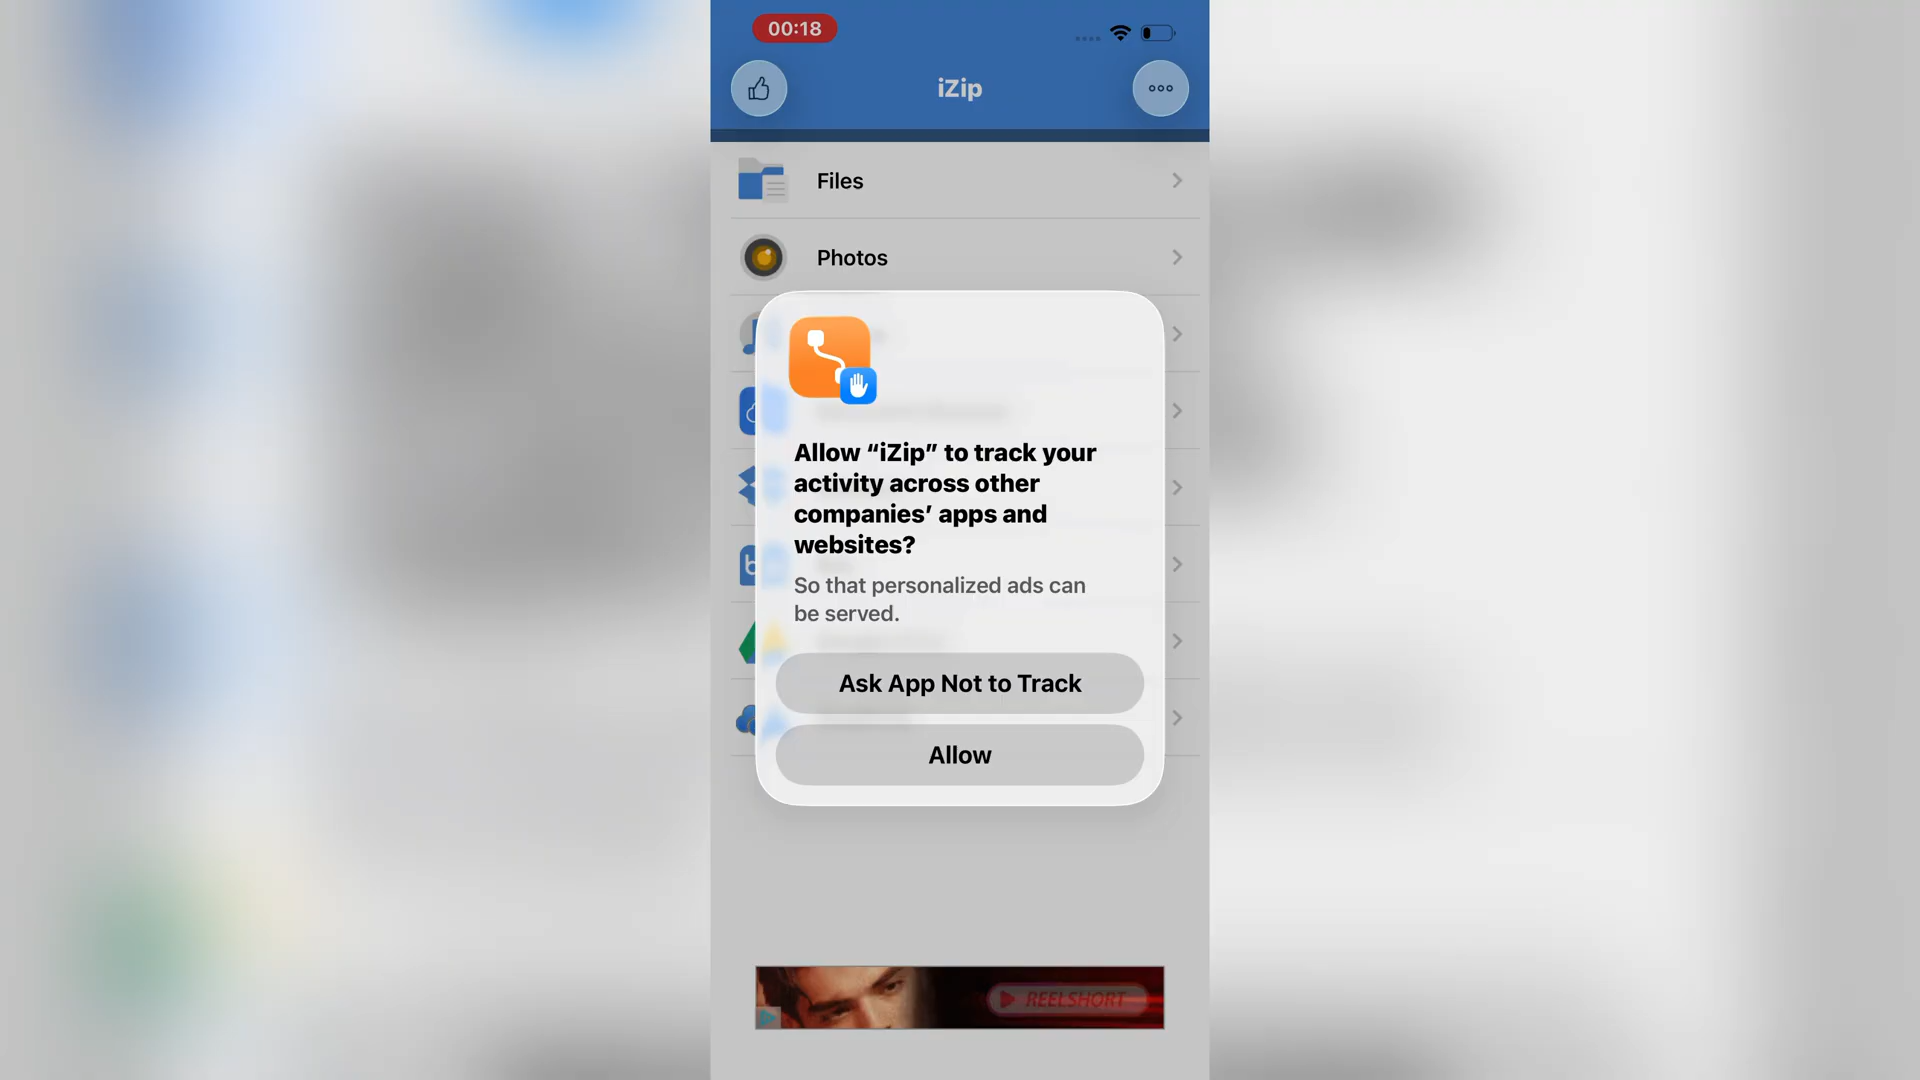 00:18
iZip
Files
Photos
Allow “iZip” to track your
activity across other
companies’ apps and
websites?
So that personalized ads can
be served.
Ask App Not to Track
Allow
REELSHORT